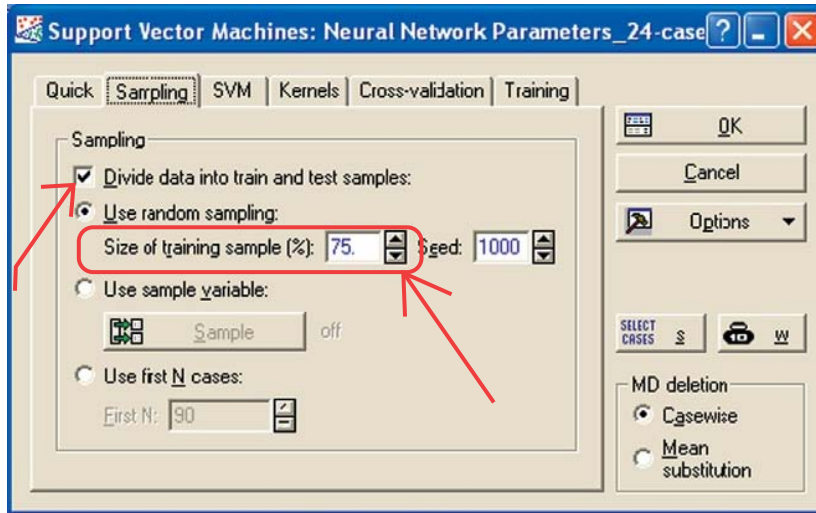 Support Vector Machines: Neural Network Parameters_24-case
Quick Sampling SVM Kernels Cross-validation Training
Sampling
Divide data into train and test samples:
Use random sampling:
Size of training sample (%): 75. Seed: 1000
Use sample variable:
Sample off
Use first N cases:
First N: 90
OK
Cancel
Options
SELECT CASES S W
MD deletion
Casewise
Mean
substitution